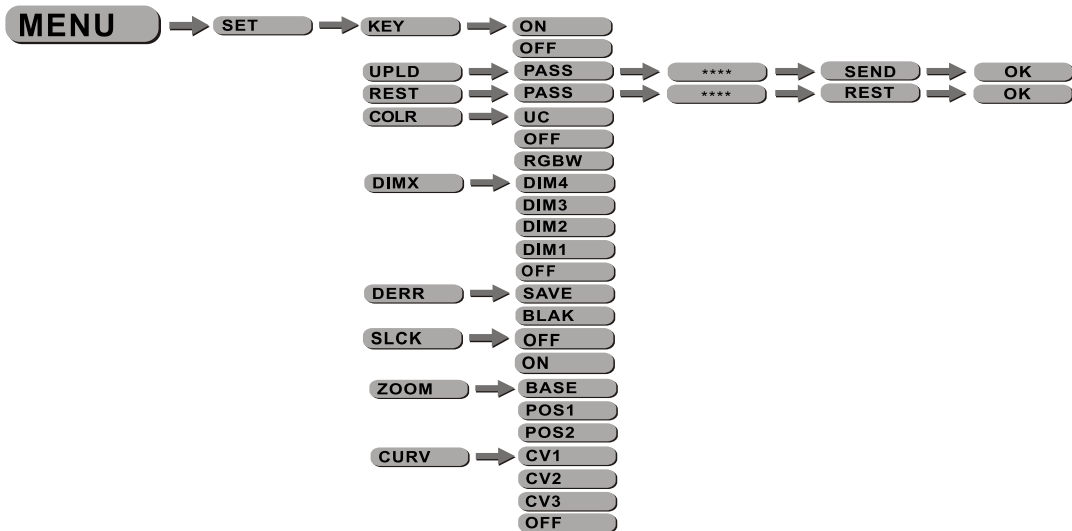 MENU SET KEY ON
OFF
UPLD PASS **** SEND OK
REST PASS **** REST OK
COLR UC
OFF
RGBW
DIMX DIM4
DIM3
DIM2
DIM1
OFF
DERR SAVE
BLAK
SLCK OFF
ON
ZOOM BASE
POS1
POS2
CURV CV1
CV2
CV3
OFF